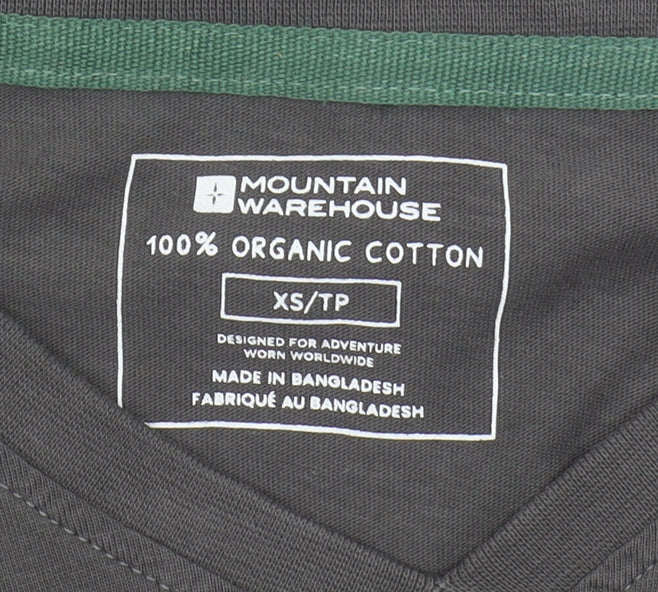 MOUNTAIN
WAREHOUSE
100% ORGANIC COTTON
XS/TP
DESIGNED FOR ADVENTURE
WORN WORLDWIDE
MADE IN BANGLADESH
FABRIQUÉ AU BANGLADESH